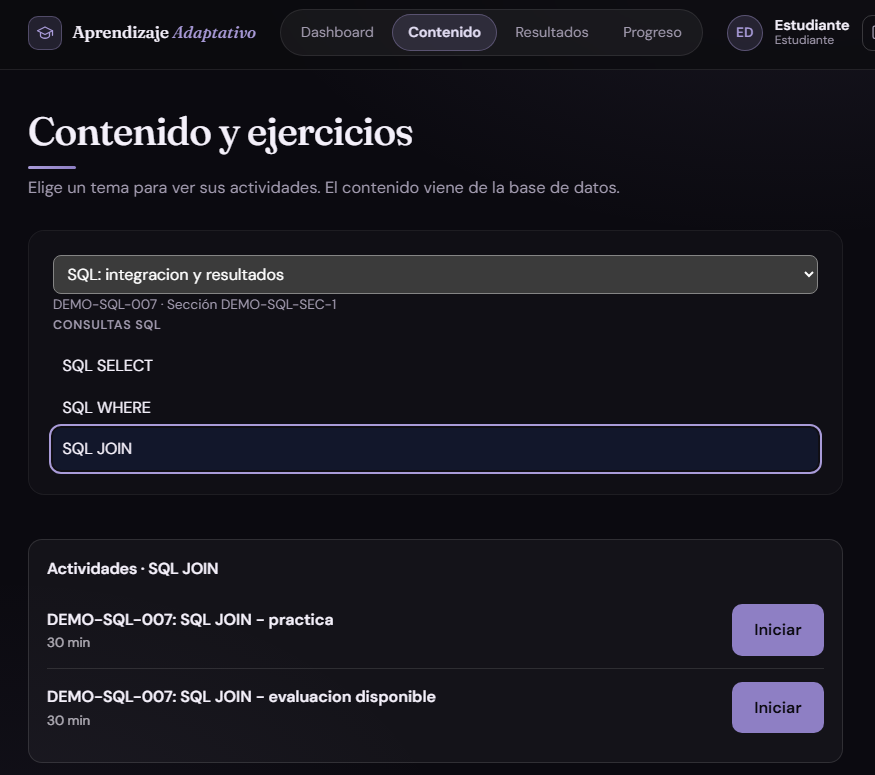 Aprendizaje Adaptativo
Dashboard
Contenido
Resultados
Progreso
ED
Estudiante
Estudiante
Contenido y ejercicios
Elige un tema para ver sus actividades. El contenido viene de la base de datos.
SQL: integracion y resultados
DEMO-SQL-007 · Sección DEMO-SQL-SEC-1
CONSULTAS SQL
SQL SELECT
SQL WHERE
SQL JOIN
Actividades · SQL JOIN
DEMO-SQL-007: SQL JOIN - practica
30 min
Iniciar
DEMO-SQL-007: SQL JOIN - evaluacion disponible
30 min
Iniciar